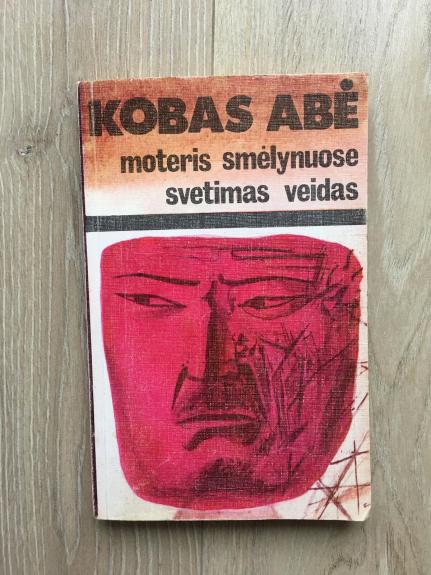 KOBAS ABĖ
moteris smėlynuose
svetimas veidas